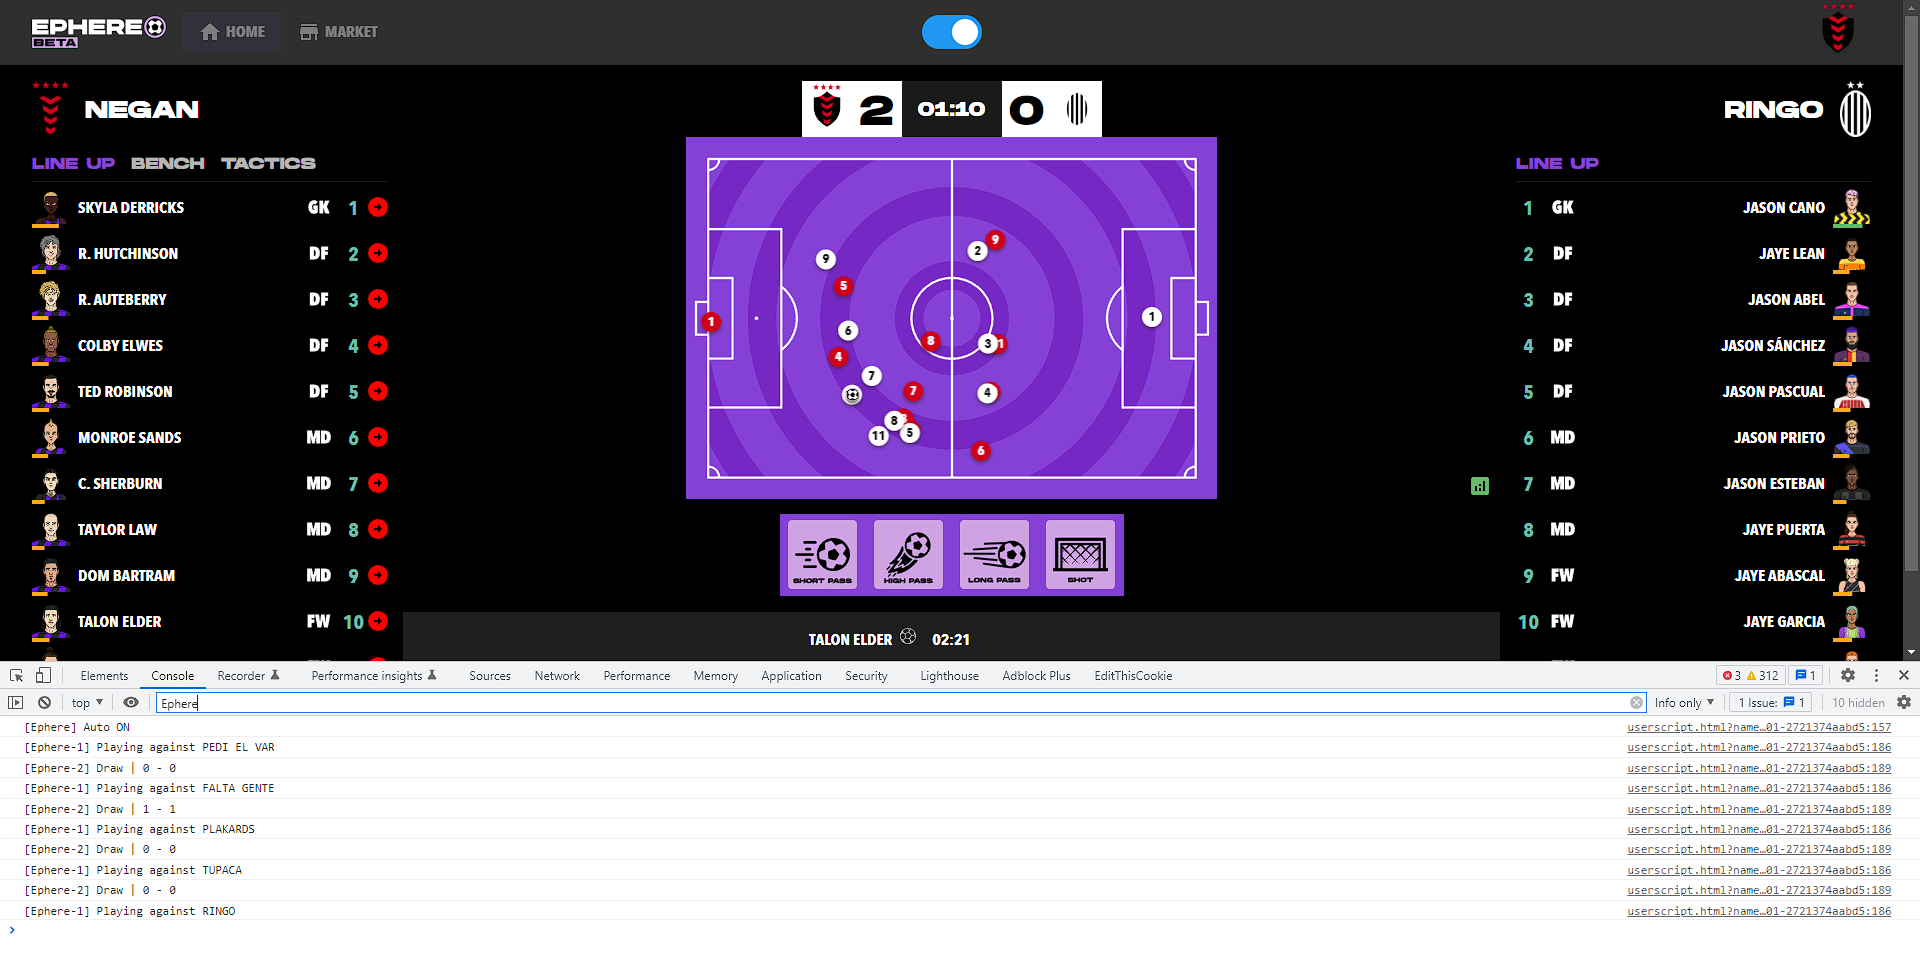 EPHERE
BETA
HOME
MARKET
NEGAN
2
01:10
0
RINGO
LINE UP BENCH TACTICS
LINE UP
SKYLA DERRICKS GK 1
R. HUTCHINSON DF 2
R. AUTEBERRY DF 3
COLBY ELWES DF 4
TED ROBINSON DF 5
MONROE SANDS MD 6
C. SHERBURN MD 7
TAYLOR LAW MD 8
DOM BARTRAM MD 9
TALON ELDER FW 10
9
2
9
5
1
1
6
8
3
1
4
7
7
4
8
11
5
6
SHORT PASS
HIGH PASS
LONG PASS
SHOT
TALON ELDER 02:21
1 GK JASON CANO
2 DF JAYE LEAN
3 DF JASON ABEL
4 DF JASON SÁNCHEZ
5 DF JASON PASCUAL
6 MD JASON PRIETO
7 MD JASON ESTEBAN
8 MD JAYE PUERTA
9 FW JAYE ABASCAL
10 FW JAYE GARCIA
Elements Console Recorder Performance insights Sources Network Performance Memory Application Security Lighthouse Adblock Plus EditThisCookie 3 312 1
top Ephere Info only 1 Issue: 1 10 hidden
[Ephere] Auto ON userscript.html?name…01-2721374aabd5:157
[Ephere-1] Playing against PEDI EL VAR userscript.html?name…01-2721374aabd5:186
[Ephere-2] Draw | 0 - 0 userscript.html?name…01-2721374aabd5:189
[Ephere-1] Playing against FALTA GENTE userscript.html?name…01-2721374aabd5:186
[Ephere-2] Draw | 1 - 1 userscript.html?name…01-2721374aabd5:189
[Ephere-1] Playing against PLAKARDS userscript.html?name…01-2721374aabd5:186
[Ephere-2] Draw | 0 - 0 userscript.html?name…01-2721374aabd5:189
[Ephere-1] Playing against TUPACA userscript.html?name…01-2721374aabd5:186
[Ephere-2] Draw | 0 - 0 userscript.html?name…01-2721374aabd5:189
[Ephere-1] Playing against RINGO userscript.html?name…01-2721374aabd5:186